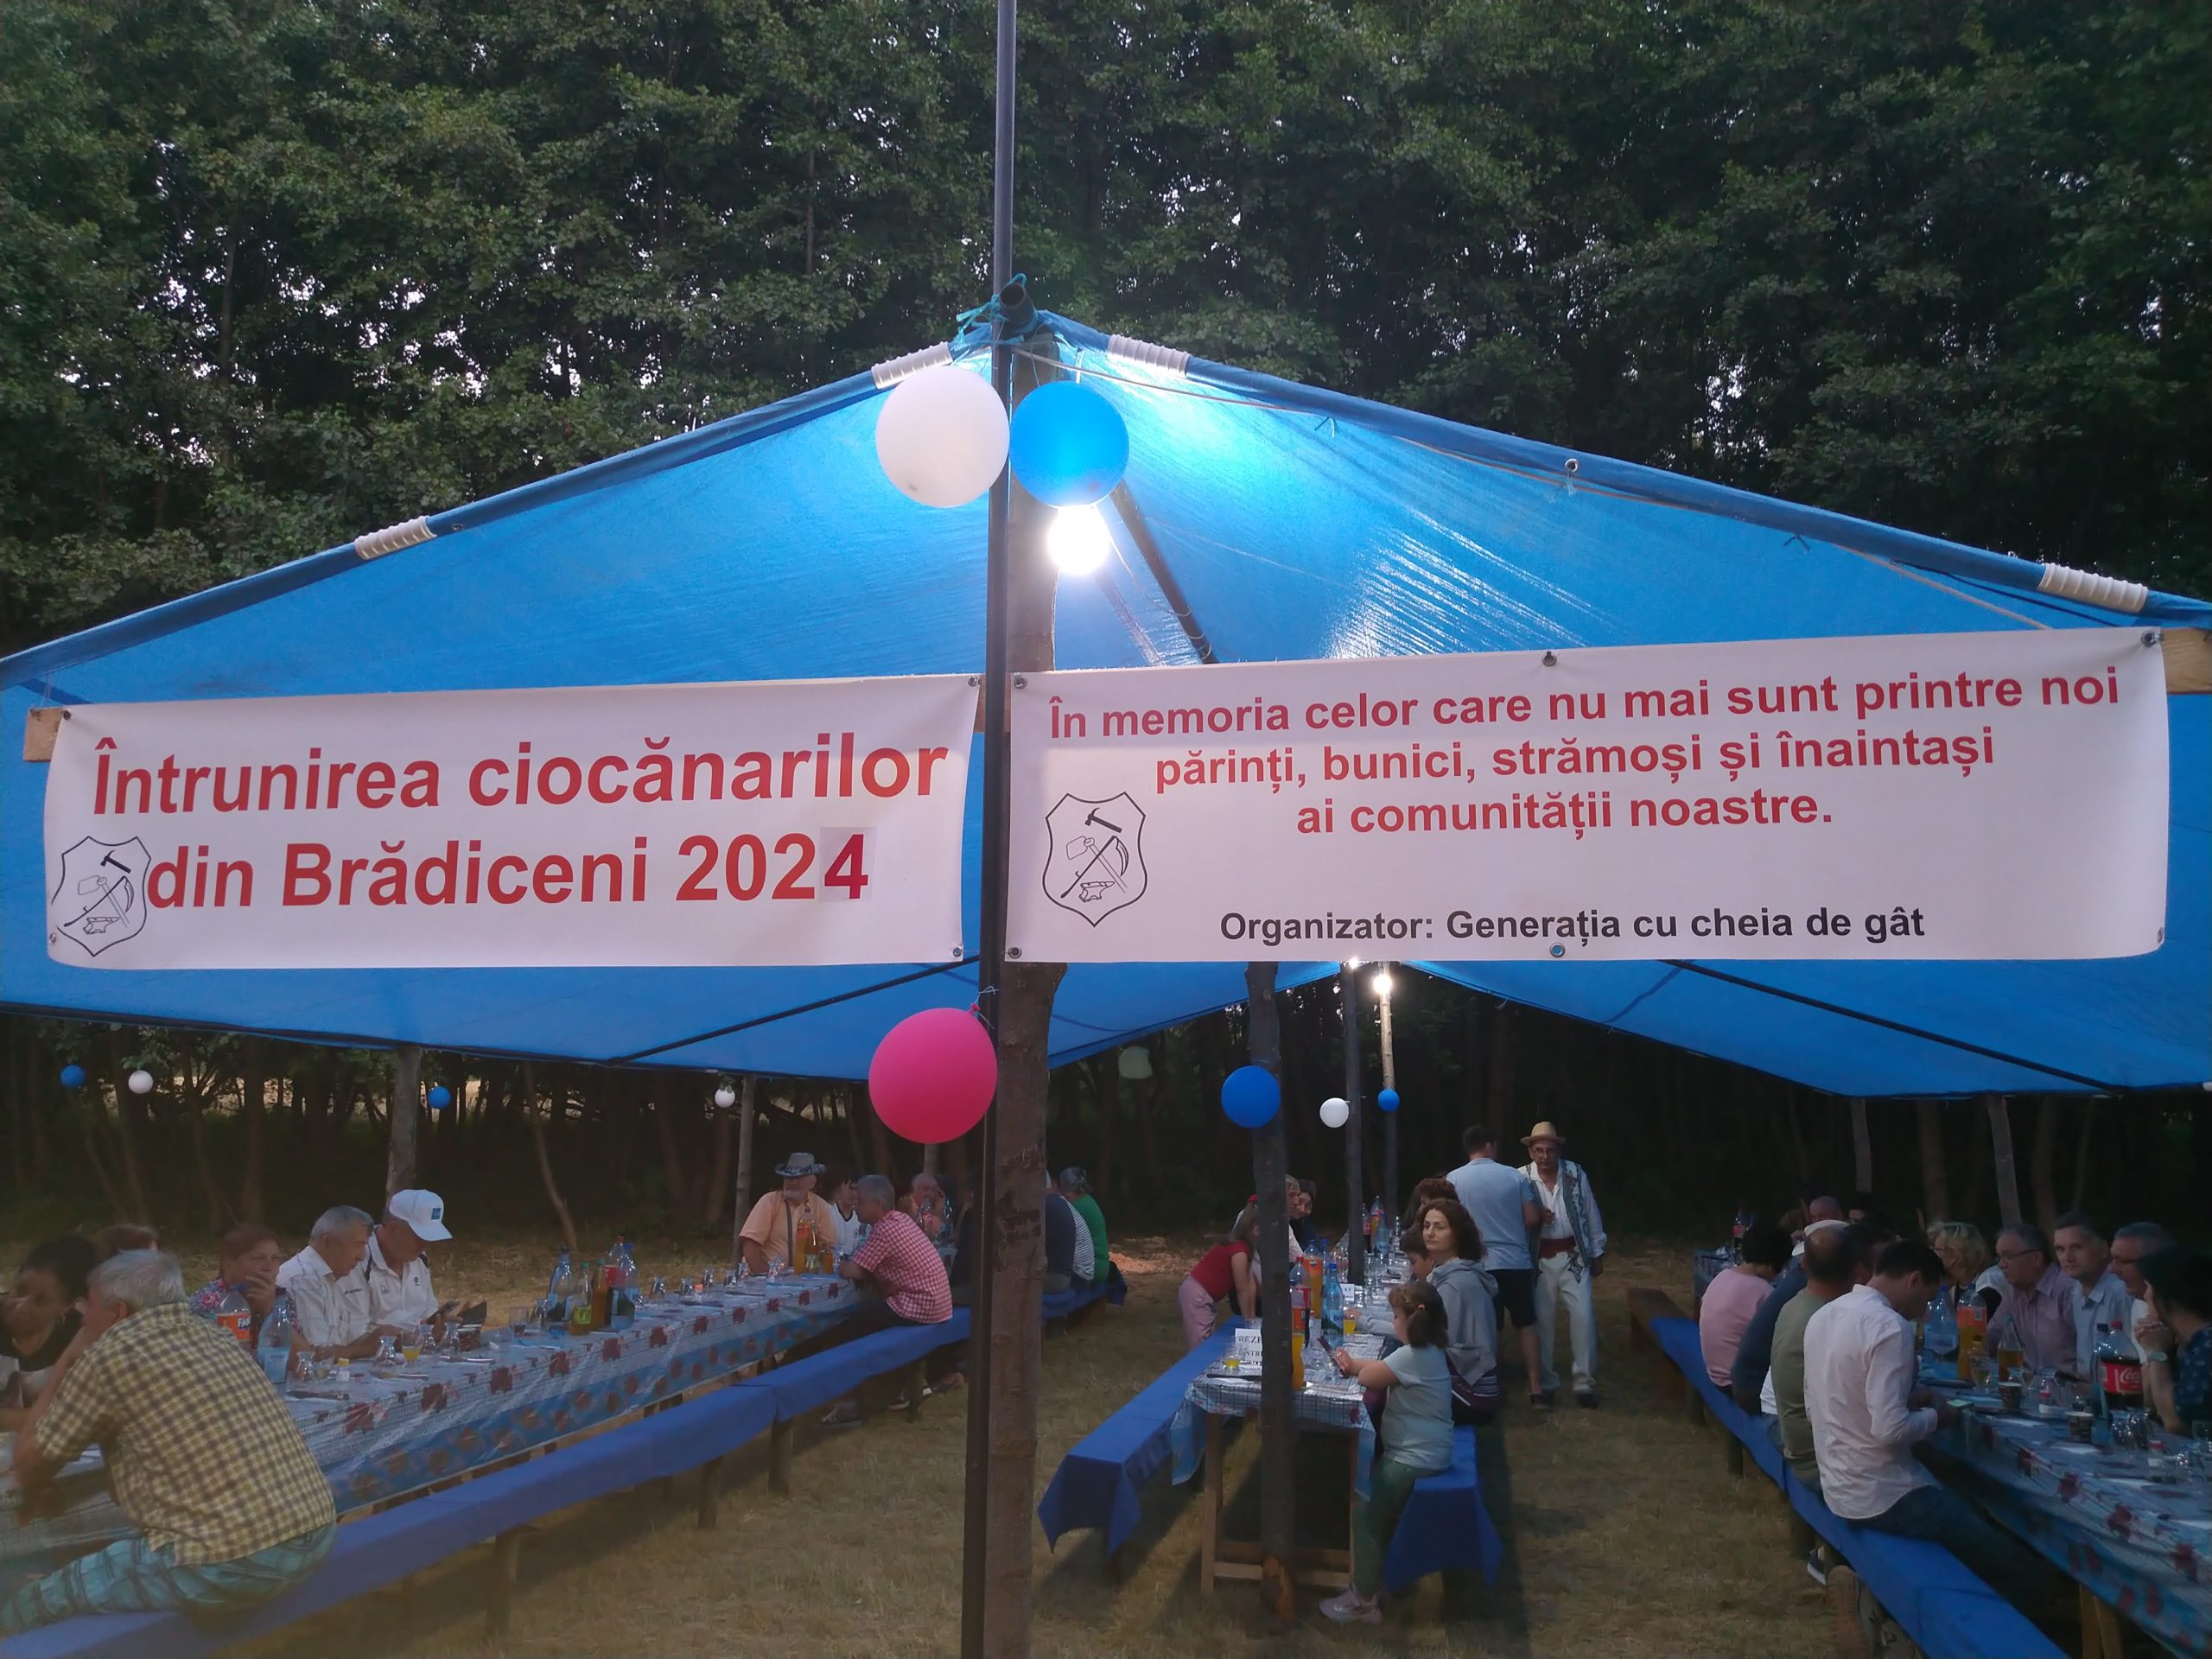 Întrunirea ciocănarilor
din Brădiceni 2024
În memoria celor care nu mai sunt printre noi
părinți, bunici, strămoși și înaintași
ai comunității noastre.
Organizator: Generația cu cheia de gât